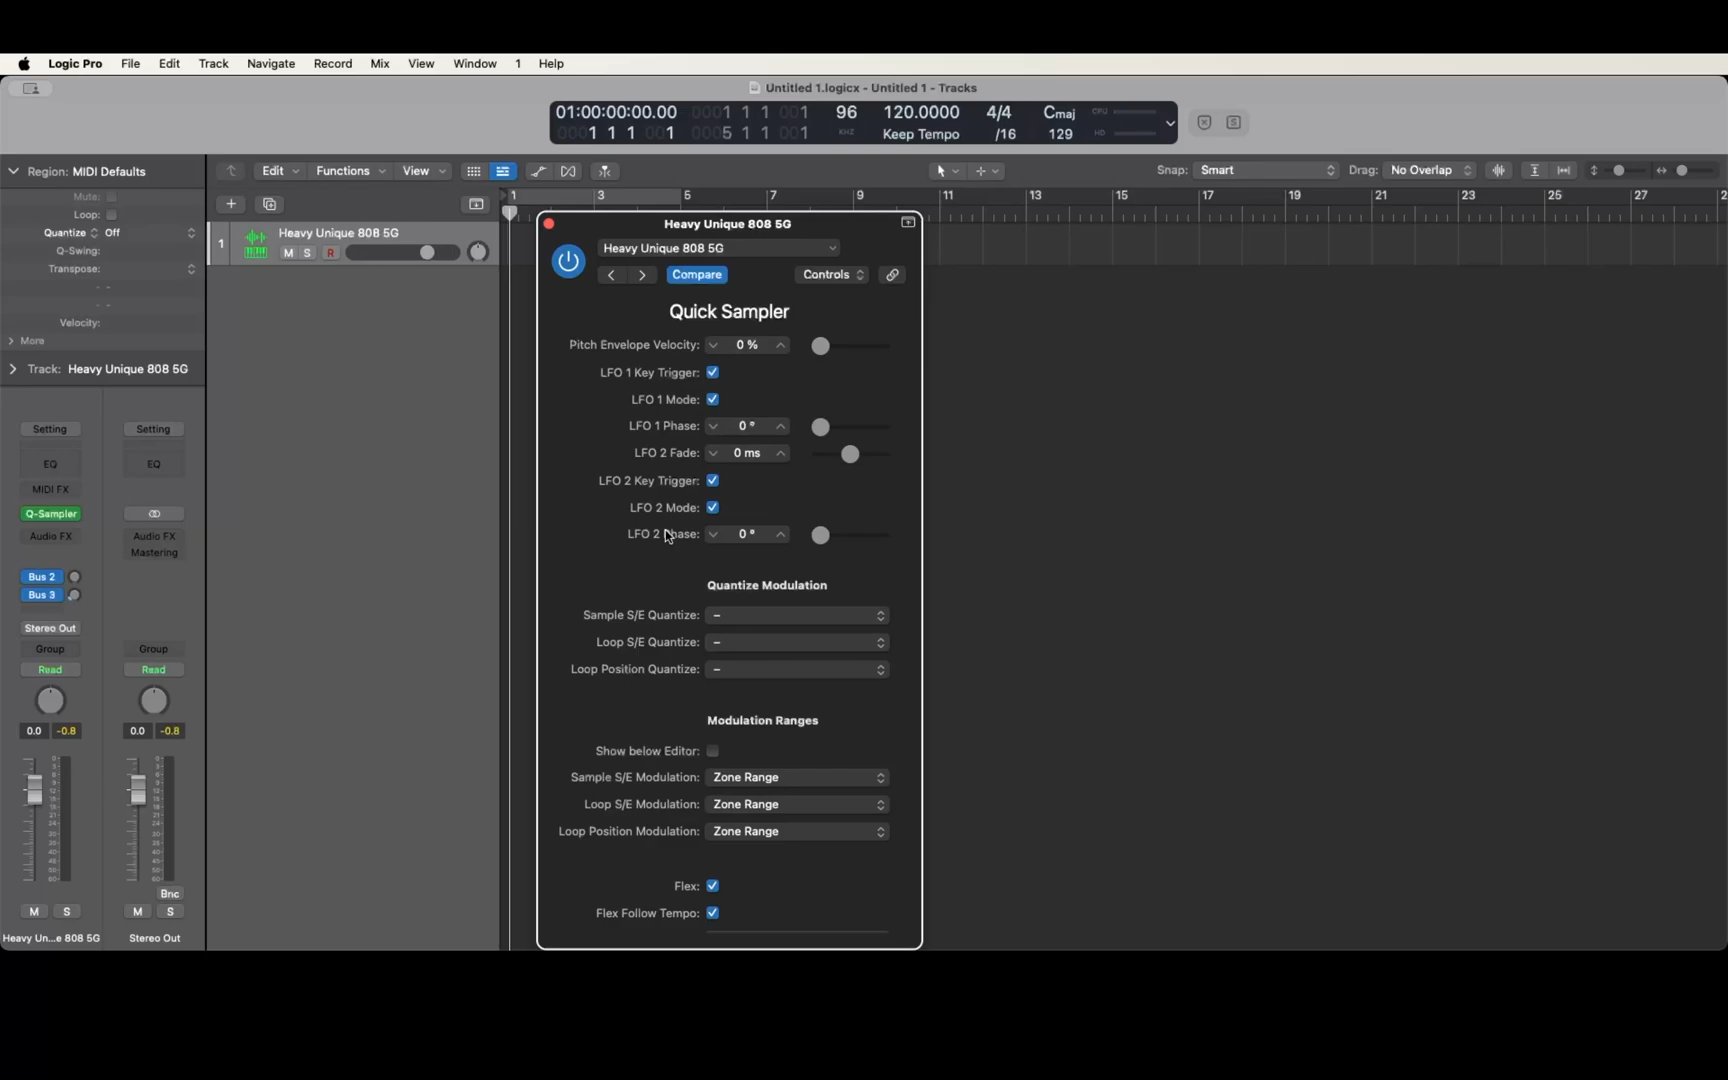 Logic Pro File Edit Track Navigate Record Mix View Window 1 Help
Untitled 1.logicx - Untitled 1 - Tracks
01:00:00:00.00 0001 1 1 001 96 120.0000 4/4 Cmaj CPU
0001 1 1 001 0005 1 1 001 KHZ Keep Tempo /16 129 HD
Region: MIDI Defaults
Edit Functions View
Snap: Smart Drag: No Overlap
Mute:
Loop:
Quantize Off
Q-Swing:
Transpose:
- -
- -
Velocity:
More
Track: Heavy Unique 808 5G
1 3 5 7 9 11 13 15 17 19 21 23 25 27
1 Heavy Unique 808 5G
M S R
Setting Setting
EQ EQ
MIDI FX
Q-Sampler
Audio FX Audio FX
Mastering
Bus 2
Bus 3
Stereo Out
Group Group
Read Read
0.0 -0.8 0.0 -0.8
Bnc
M S M S
Heavy Un...e 808 5G Stereo Out
Heavy Unique 808 5G
Heavy Unique 808 5G
Compare Controls
Quick Sampler
Pitch Envelope Velocity: 0 %
LFO 1 Key Trigger:
LFO 1 Mode:
LFO 1 Phase: 0 °
LFO 2 Fade: 0 ms
LFO 2 Key Trigger:
LFO 2 Mode:
LFO 2 Phase: 0 °
Quantize Modulation
Sample S/E Quantize: –
Loop S/E Quantize: –
Loop Position Quantize: –
Modulation Ranges
Show below Editor:
Sample S/E Modulation: Zone Range
Loop S/E Modulation: Zone Range
Loop Position Modulation: Zone Range
Flex:
Flex Follow Tempo: